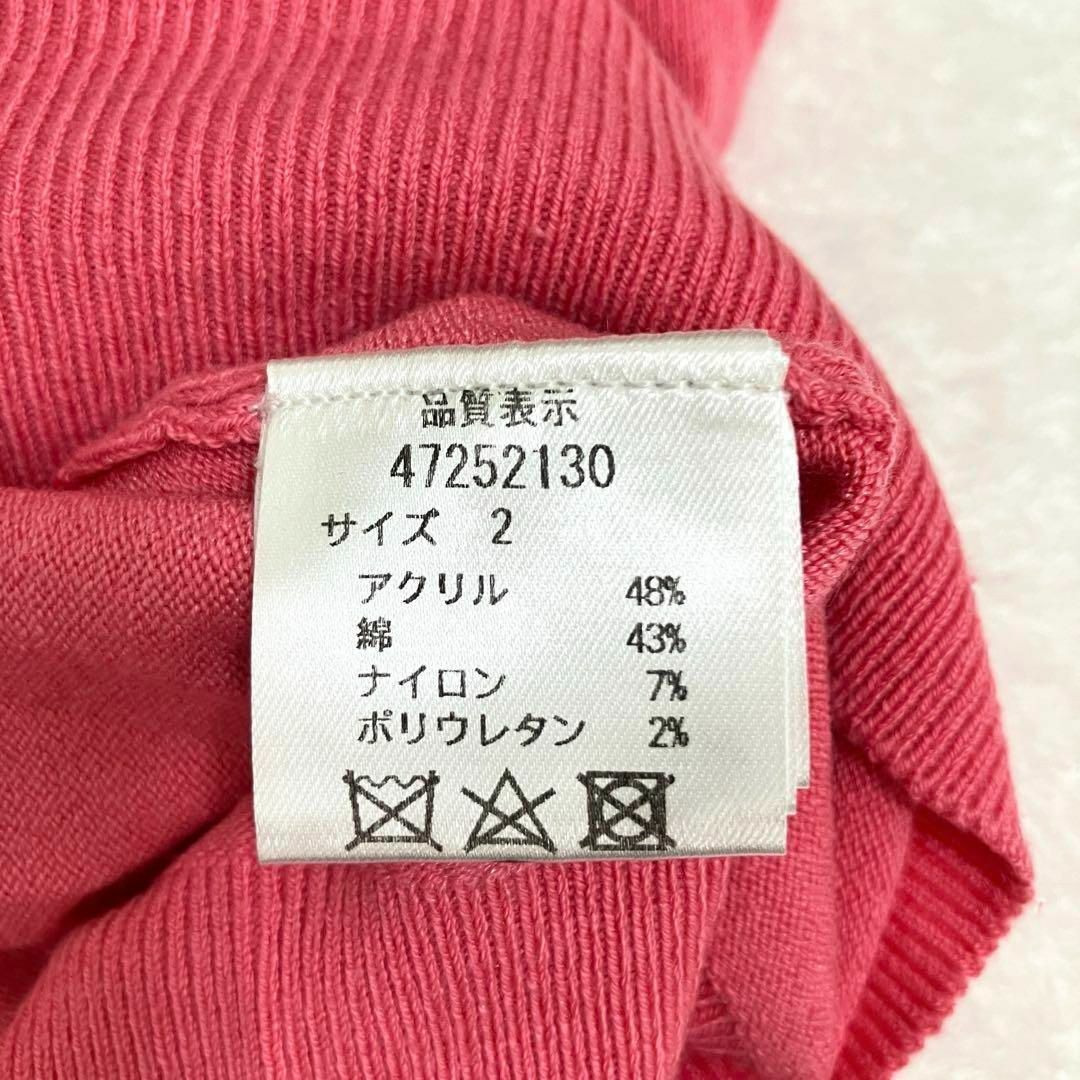 品質表示
47252130
サイズ 2
アクリル 48%
綿 43%
ナイロン 7%
ポリウレタン 2%